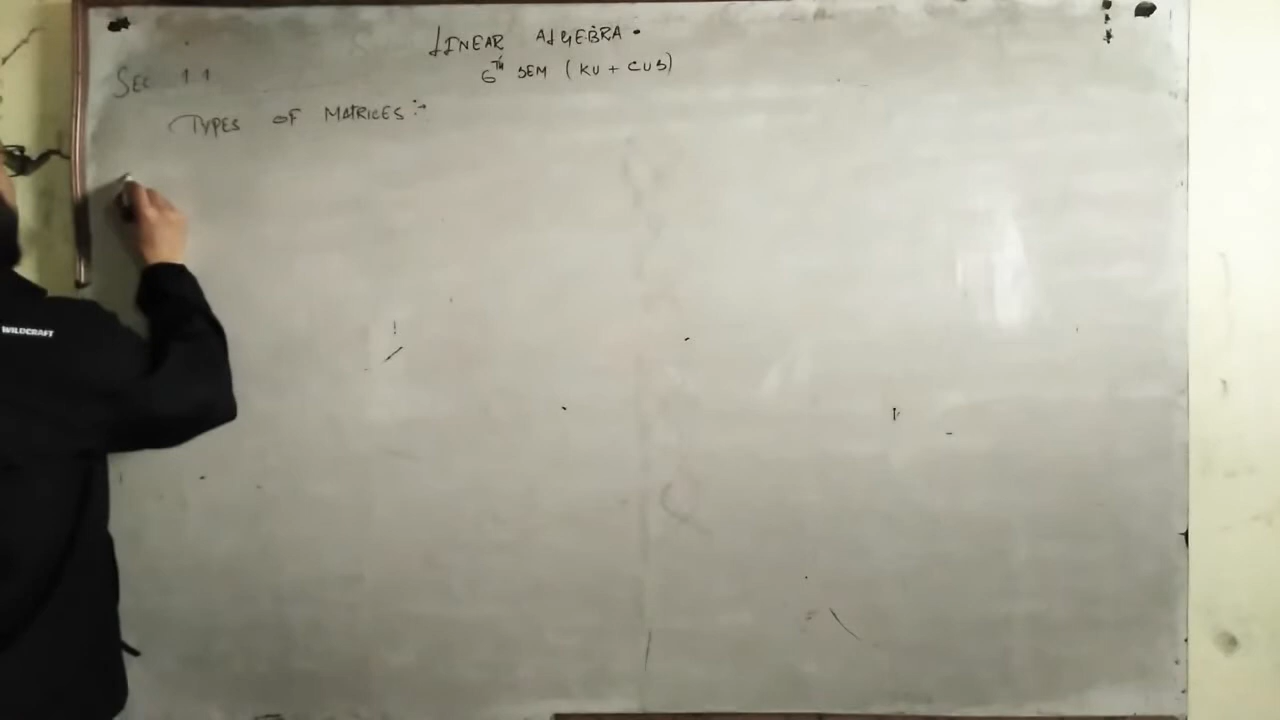 LINEAR ALGEBRA.
6TH SEM (KU + CUS)
SEC 1 1
TYPES OF MATRICES :-
WILDCRAFT